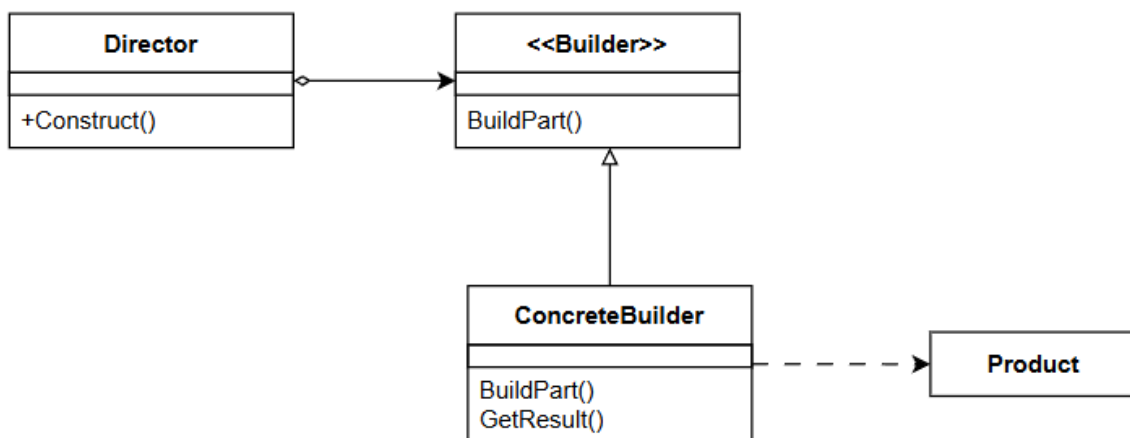 Director
+Construct()
<<Builder>>
BuildPart()
ConcreteBuilder
BuildPart()
GetResult()
Product